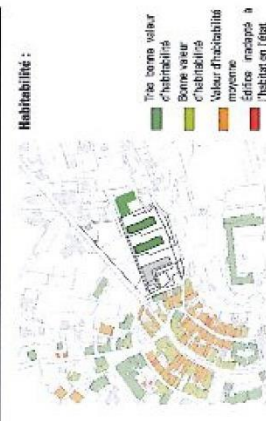 Habitabilité :
Très bonne valeur
d'habitabilité
Bonne valeur
d'habitabilité
Valeur d'habitabilité
moyenne
Edifice inadapté à
l'habitat en l'état